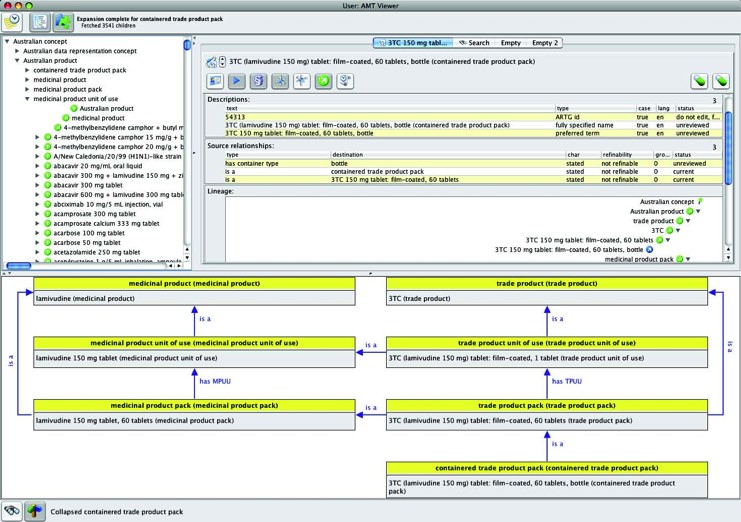 User: AMT Viewer
Expansion complete for containered trade product pack
Fetched 3541 children
Australian concept
Australian data representation concept
Australian product
containered trade product pack
medicinal product
medicinal product pack
medicinal product unit of use
Australian product
medicinal product
4-methylbenzylidene camphor + butyl m
4-methylbenzylidene camphor 15 mg/g + b
4-methylbenzylidene camphor 20 mg/g + b
A/New Caledonia/20/99 (H1N1)-like strain
abacavir 20 mg/mL oral liquid
abacavir 300 mg + lamivudine 150 mg + zi
abacavir 300 mg tablet
abacavir 600 mg + lamivudine 300 mg tabl
abciximab 10 mg/5 mL injection, vial
acamprosate 300 mg tablet
acamprosate calcium 333 mg tablet
acarbose 100 mg tablet
acarbose 50 mg tablet
acetazolamide 250 mg tablet
3TC 150 mg tabl... Search Empty Empty 2
3TC (lamivudine 150 mg) tablet: film-coated, 60 tablets, bottle (containered trade product pack)
Descriptions: 3
text type case lang status
54313 ARTG id true en do not edit, f...
3TC (lamivudine 150 mg) tablet: film-coated, 60 tablets, bottle (containered trade product pack) fully specified name true en unreviewed
3TC 150 mg tablet: film-coated, 60 tablets, bottle preferred term true en unreviewed
Source relationships: 3
type destination char refinability gro... status
has container type bottle stated not refinable 0 unreviewed
is a containered trade product pack stated not refinable 0 current
is a 3TC 150 mg tablet: film-coated, 60 tablets stated not refinable 0 current
Lineage:
Australian concept
Australian product
trade product
3TC
3TC 150 mg tablet: film-coated, 60 tablets
3TC 150 mg tablet: film-coated, 60 tablets, bottle
medicinal product pack
medicinal product (medicinal product)
lamivudine (medicinal product)
trade product (trade product)
3TC (trade product)
is a
is a
is a
is a
medicinal product unit of use (medicinal product unit of use)
lamivudine 150 mg tablet (medicinal product unit of use)
is a
trade product unit of use (trade product unit of use)
3TC (lamivudine 150 mg) tablet: film-coated, 1 tablet (trade product unit of use)
has MPUU
has TPUU
medicinal product pack (medicinal product pack)
lamivudine 150 mg tablet, 60 tablets (medicinal product pack)
is a
trade product pack (trade product pack)
3TC (lamivudine 150 mg) tablet: film-coated, 60 tablets (trade product pack)
is a
containered trade product pack (containered trade product pack)
3TC (lamivudine 150 mg) tablet: film-coated, 60 tablets, bottle (containered trade product
pack)
Collapsed containered trade product pack